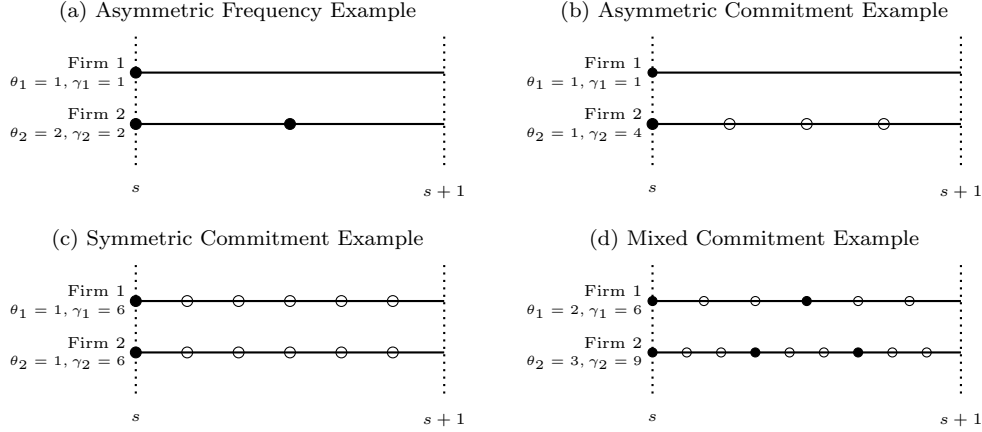 (a) Asymmetric Frequency Example
Firm 1
θ₁ = 1, γ₁ = 1
Firm 2
θ₂ = 2, γ₂ = 2
s
s + 1
(b) Asymmetric Commitment Example
Firm 1
θ₁ = 1, γ₁ = 1
Firm 2
θ₂ = 1, γ₂ = 4
s
s + 1
(c) Symmetric Commitment Example
Firm 1
θ₁ = 1, γ₁ = 6
Firm 2
θ₂ = 1, γ₂ = 6
s
s + 1
(d) Mixed Commitment Example
Firm 1
θ₁ = 2, γ₁ = 6
Firm 2
θ₂ = 3, γ₂ = 9
s
s + 1